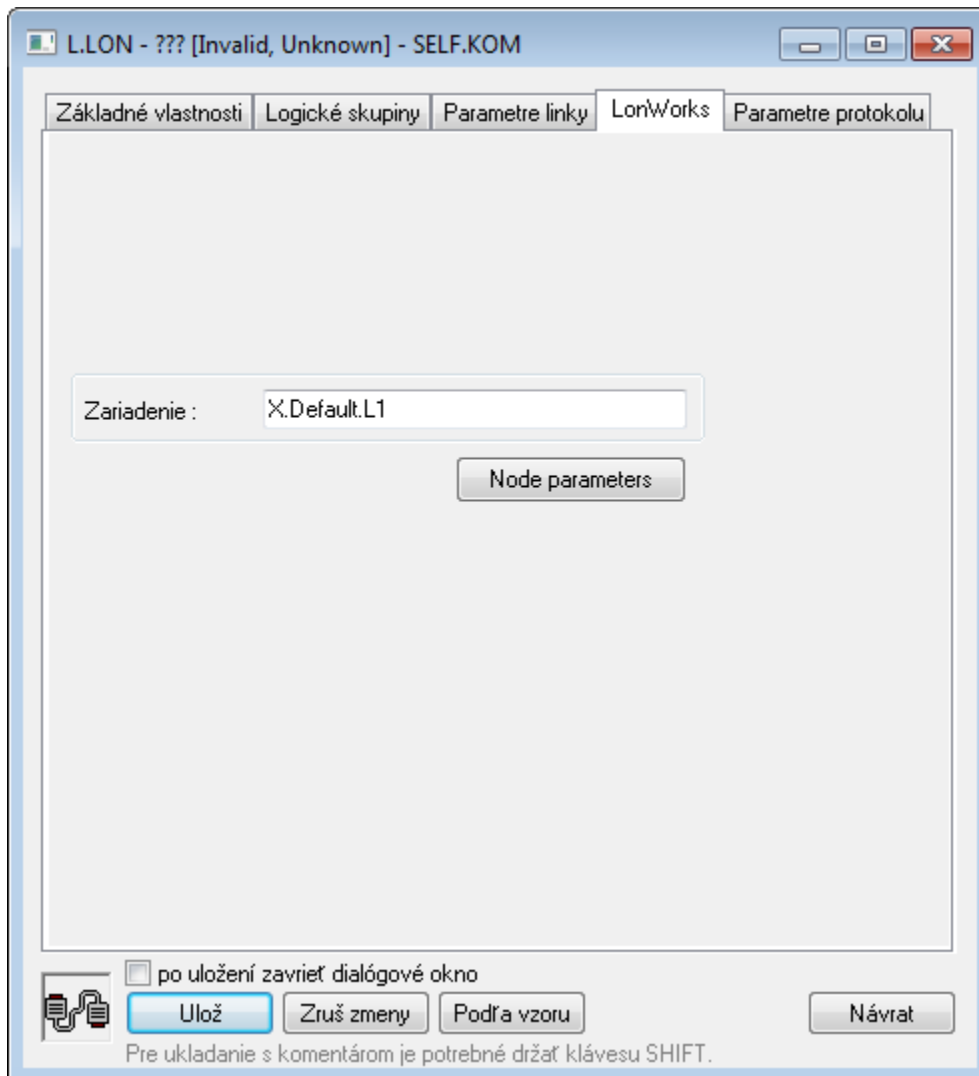 L.LON - ??? [Invalid, Unknown] - SELF.KOM
Základné vlastnosti Logické skupiny Parametre linky LonWorks Parametre protokolu
Zariadenie : X.Default.L1
Node parameters
po uložení zavrieť dialógové okno
Ulož Zruš zmeny Podľa vzoru Návrat
Pre ukladanie s komentárom je potrebné držať klávesu SHIFT.